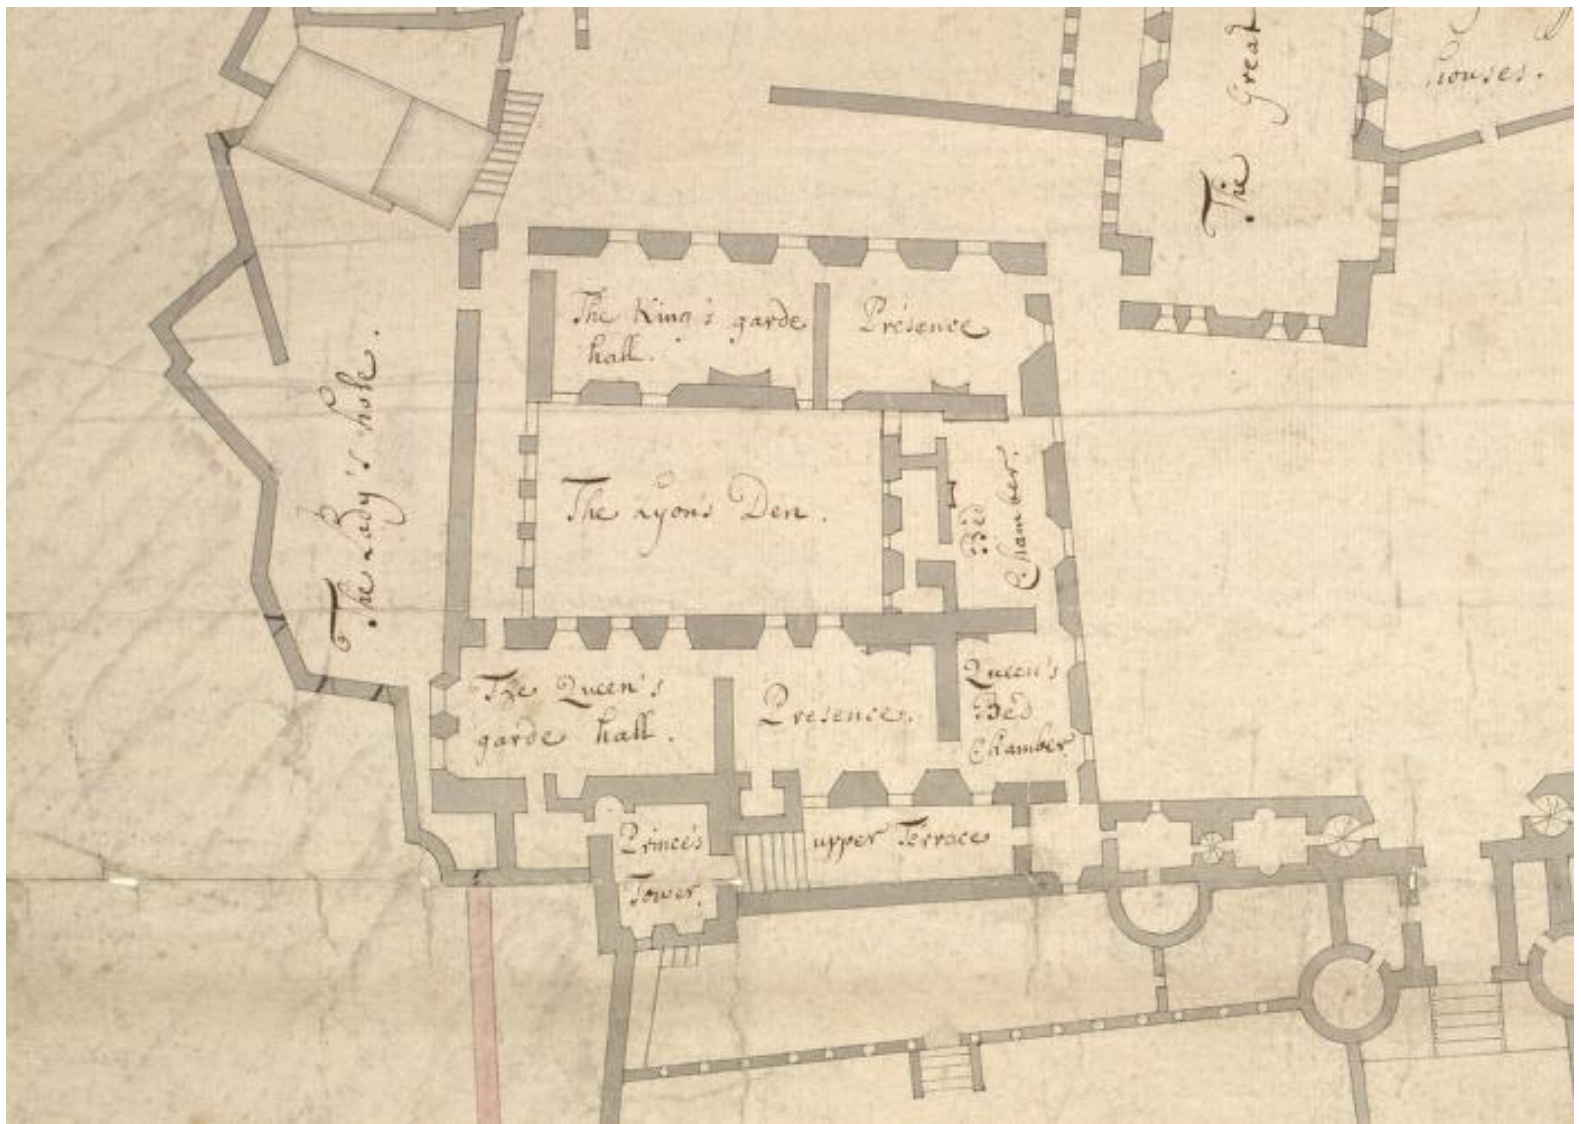 houses.
The Great
The King's garde
hall.
Presence
The Lady's hole.
The Lyons Den.
Bed
Chamber.
The Queen's
garde hall.
Presence.
Queen's
Bed
Chamber
Prince's
Tower.
upper Terrace